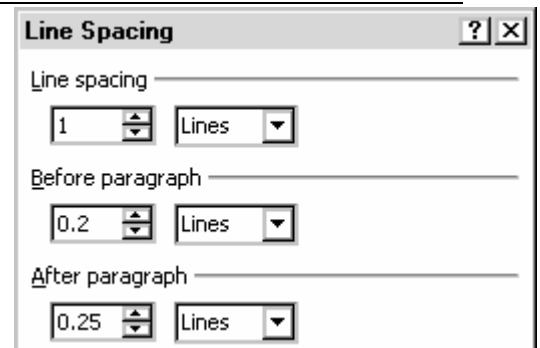 Line Spacing ? X
Line spacing
1 Lines
Before paragraph
0.2 Lines
After paragraph
0.25 Lines